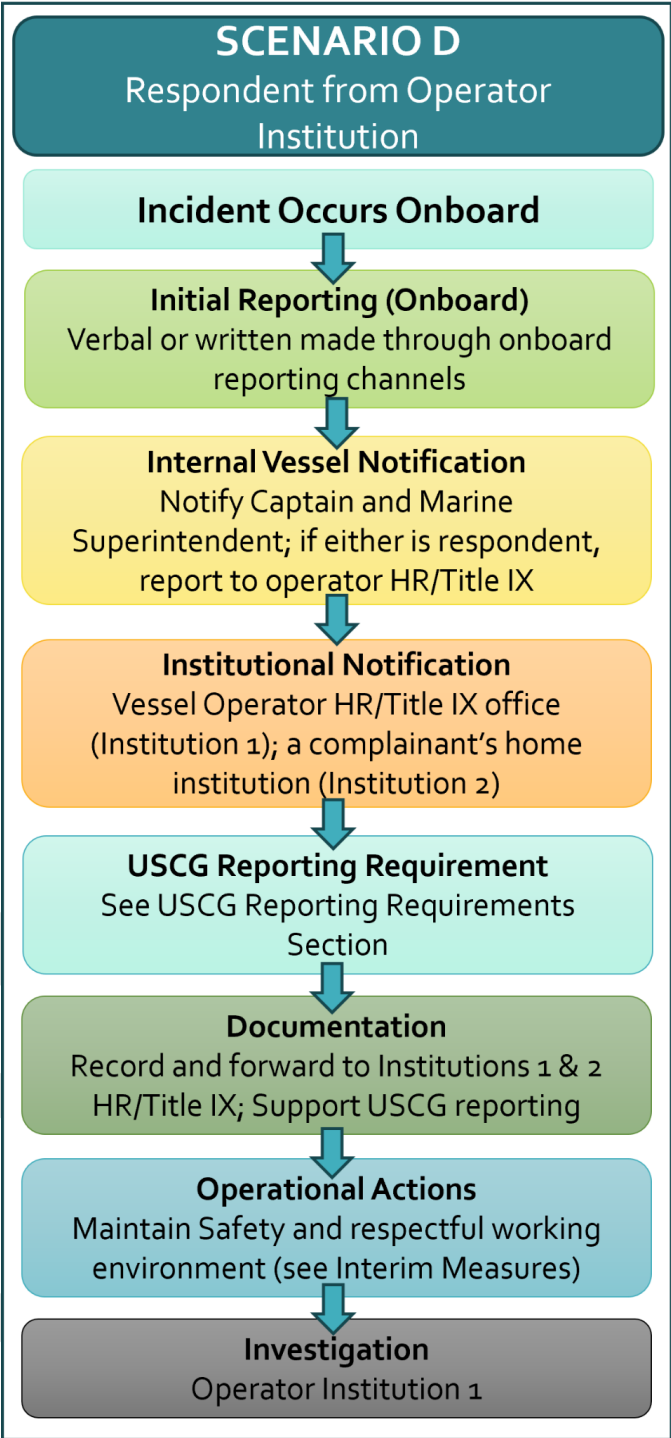 SCENARIO D
Respondent from Operator
Institution
Incident Occurs Onboard
Initial Reporting (Onboard)
Verbal or written made through onboard
reporting channels
Internal Vessel Notification
Notify Captain and Marine
Superintendent; if either is respondent,
report to operator HR/Title IX
Institutional Notification
Vessel Operator HR/Title IX office
(Institution 1); a complainant's home
institution (Institution 2)
USCG Reporting Requirement
See USCG Reporting Requirements
Section
Documentation
Record and forward to Institutions 1 & 2
HR/Title IX; Support USCG reporting
Operational Actions
Maintain Safety and respectful working
environment (see Interim Measures)
Investigation
Operator Institution 1